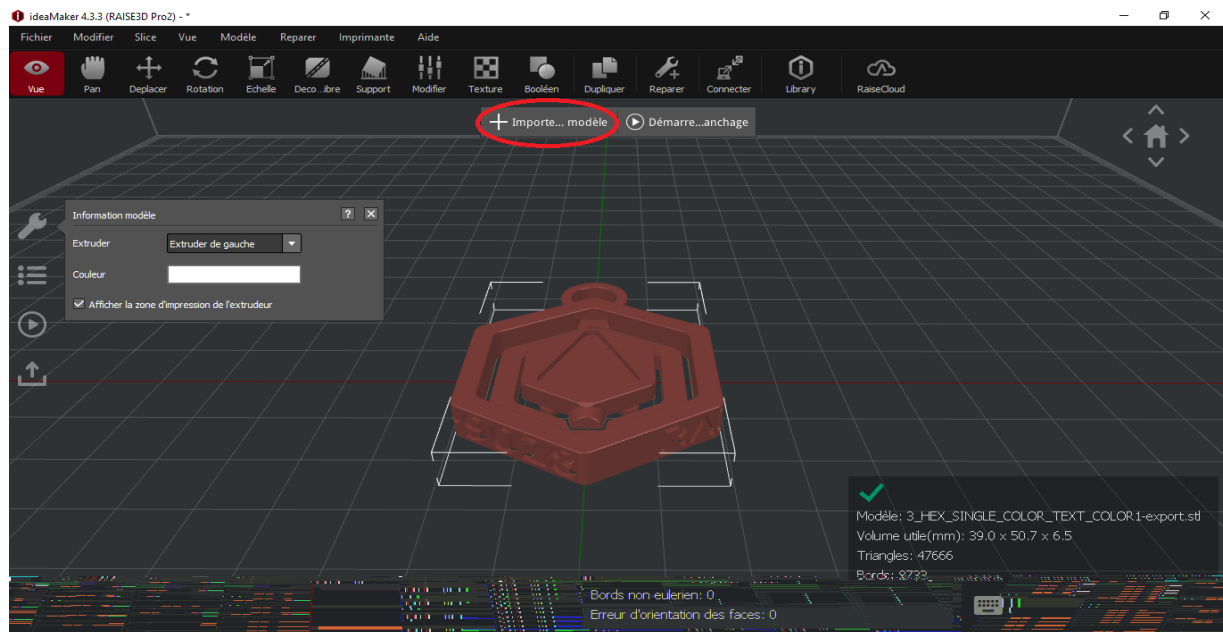 ideaMaker 4.3.3 (RAISE3D Pro2) - *
Fichier Modifier Slice Vue Modèle Reparer Imprimante Aide
Vue Pan Deplacer Rotation Echelle Deco...ibre Support Modifier Texture Booléen Dupliquer Reparer Connecter Library RaiseCloud
Importe... modèle Démarre...anchage
Information modèle ?
Extruder Extruder de gauche
Couleur
Afficher la zone d'impression de l'extrudeur
Modèle: 3_HEX_SINGLE_COLOR_TEXT_COLOR1-export.stl
Volume utile(mm): 39.0 x 50.7 x 6.5
Triangles: 47666
Bords: 8733
Bords non eulerien: 0
Erreur d'orientation des faces: 0